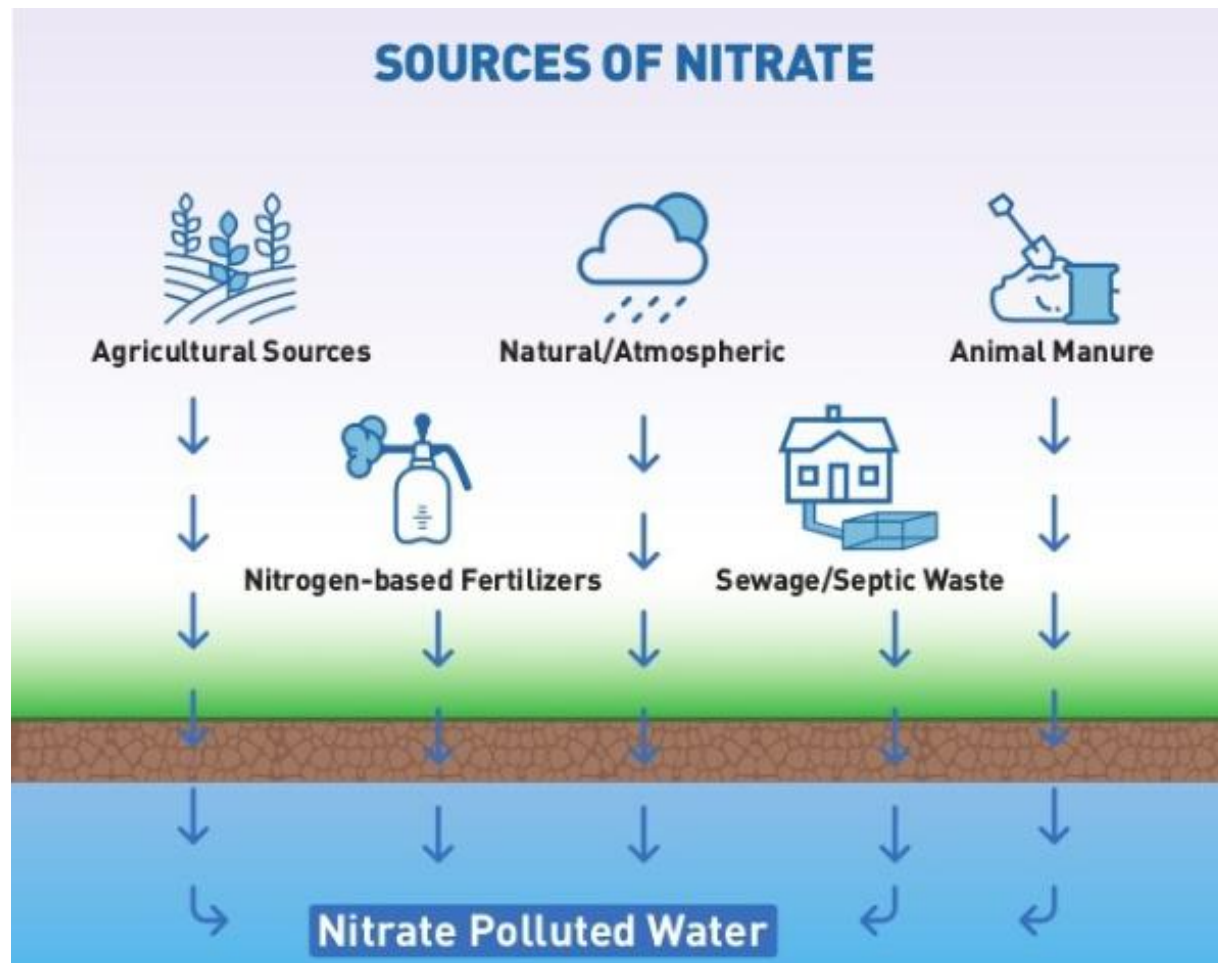 SOURCES OF NITRATE
Agricultural Sources
Natural/Atmospheric
Animal Manure
Nitrogen-based Fertilizers
Sewage/Septic Waste
Nitrate Polluted Water